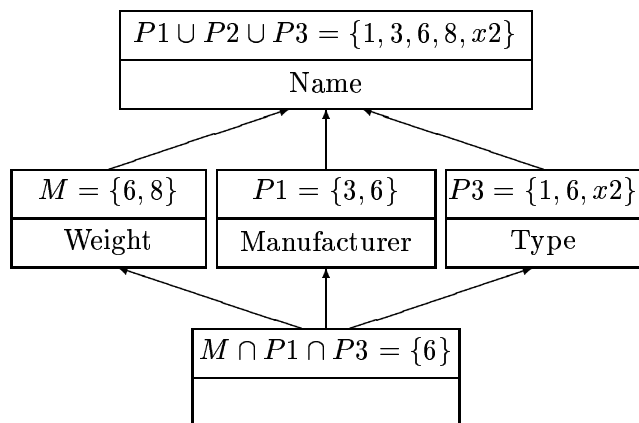 P1 ∪ P2 ∪ P3 = {1, 3, 6, 8, x2}
Name
M = {6, 8}
P1 = {3, 6}
P3 = {1, 6, x2}
Weight
Manufacturer
Type
M ∩ P1 ∩ P3 = {6}